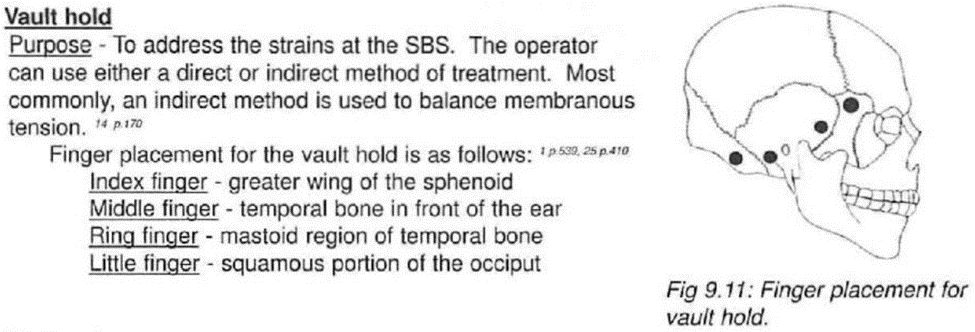 Vault hold
Purpose - To address the strains at the SBS. The operator
can use either a direct or indirect method of treatment. Most
commonly, an indirect method is used to balance membranous
tension. 14 p.170
Finger placement for the vault hold is as follows: 1 p.539, 25 p.410
Index finger - greater wing of the sphenoid
Middle finger - temporal bone in front of the ear
Ring finger - mastoid region of temporal bone
Little finger - squamous portion of the occiput
Fig 9.11: Finger placement for
vault hold.